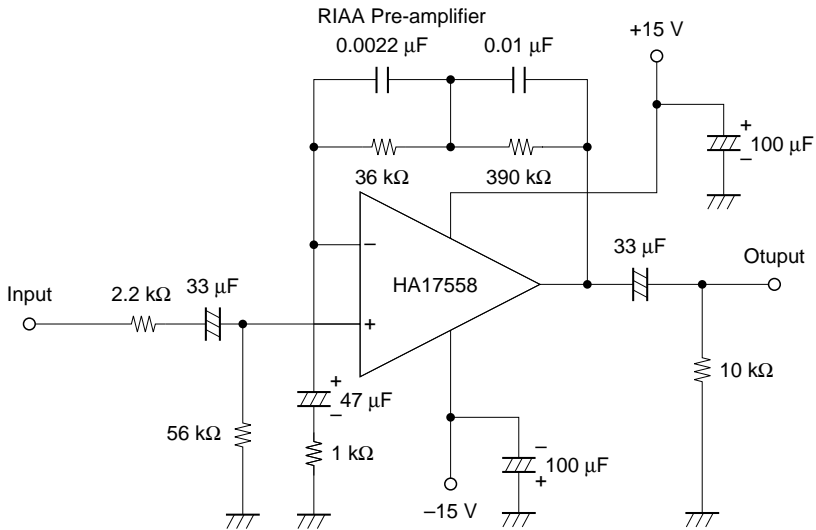 RIAA Pre-amplifier
0.0022 μF
0.01 μF
+15 V
+
−
100 μF
36 kΩ
390 kΩ
−
HA17558
+
33 μF
Otuput
Input
2.2 kΩ
33 μF
10 kΩ
+
−
47 μF
56 kΩ
1 kΩ
−
+
100 μF
−15 V